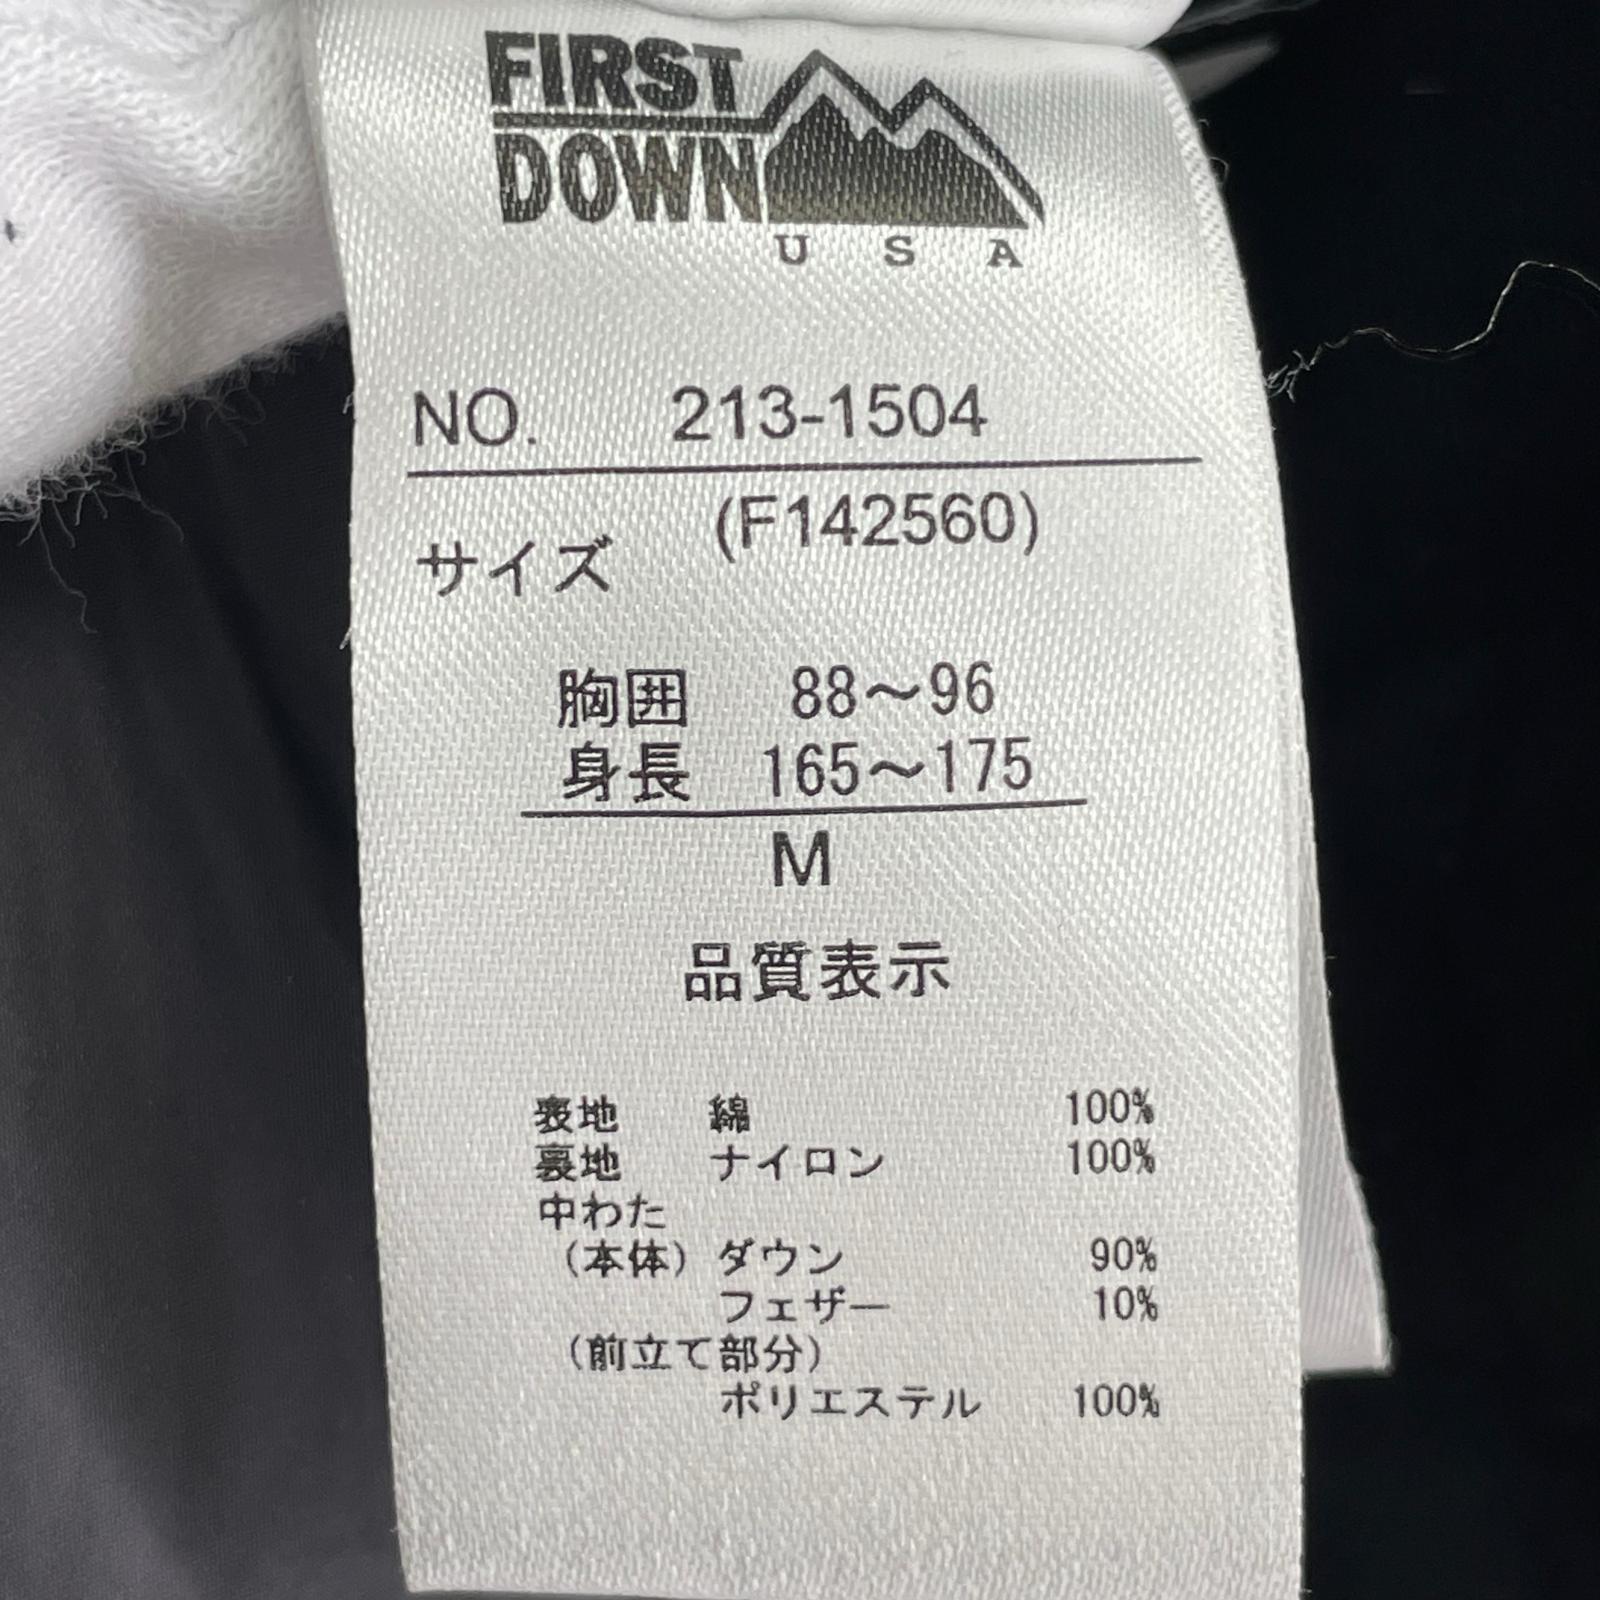 FIRST
DOWN
USA
NO. 213-1504
(F142560)
サイズ
胸囲 88～96
身長 165～175
M
品質表示
表地 綿 100%
裏地 ナイロン 100%
中わた
（本体）ダウン 90%
フェザー 10%
（前立て部分）
ポリエステル 100%